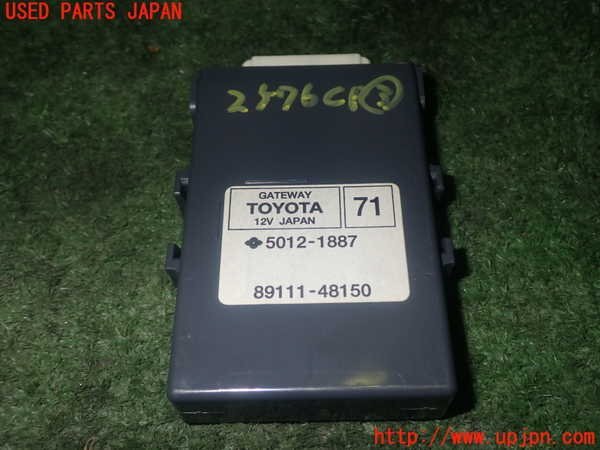 USED PARTS JAPAN
GATEWAY
TOYOTA
12V JAPAN
71
5012-1887
89111-48150
http://www.upjpn.com/